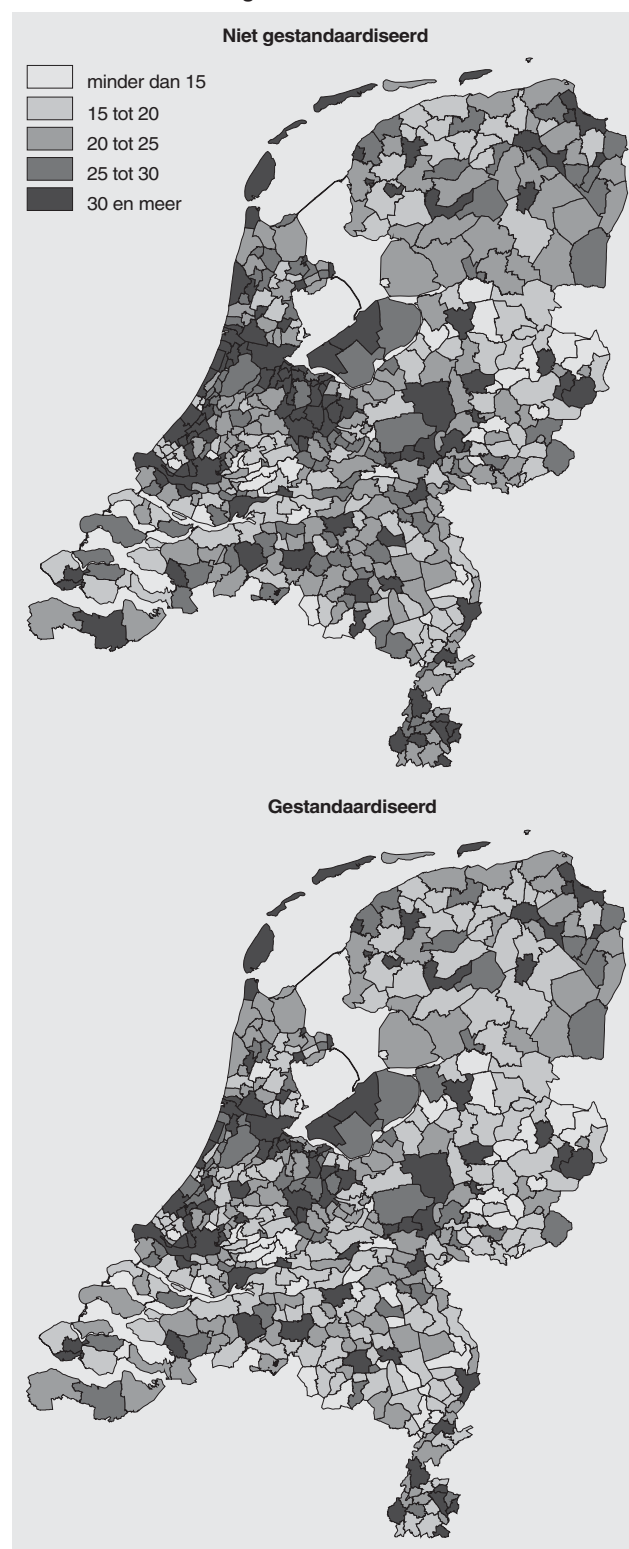 Niet gestandaardiseerd
minder dan 15
15 tot 20
20 tot 25
25 tot 30
30 en meer
Gestandaardiseerd